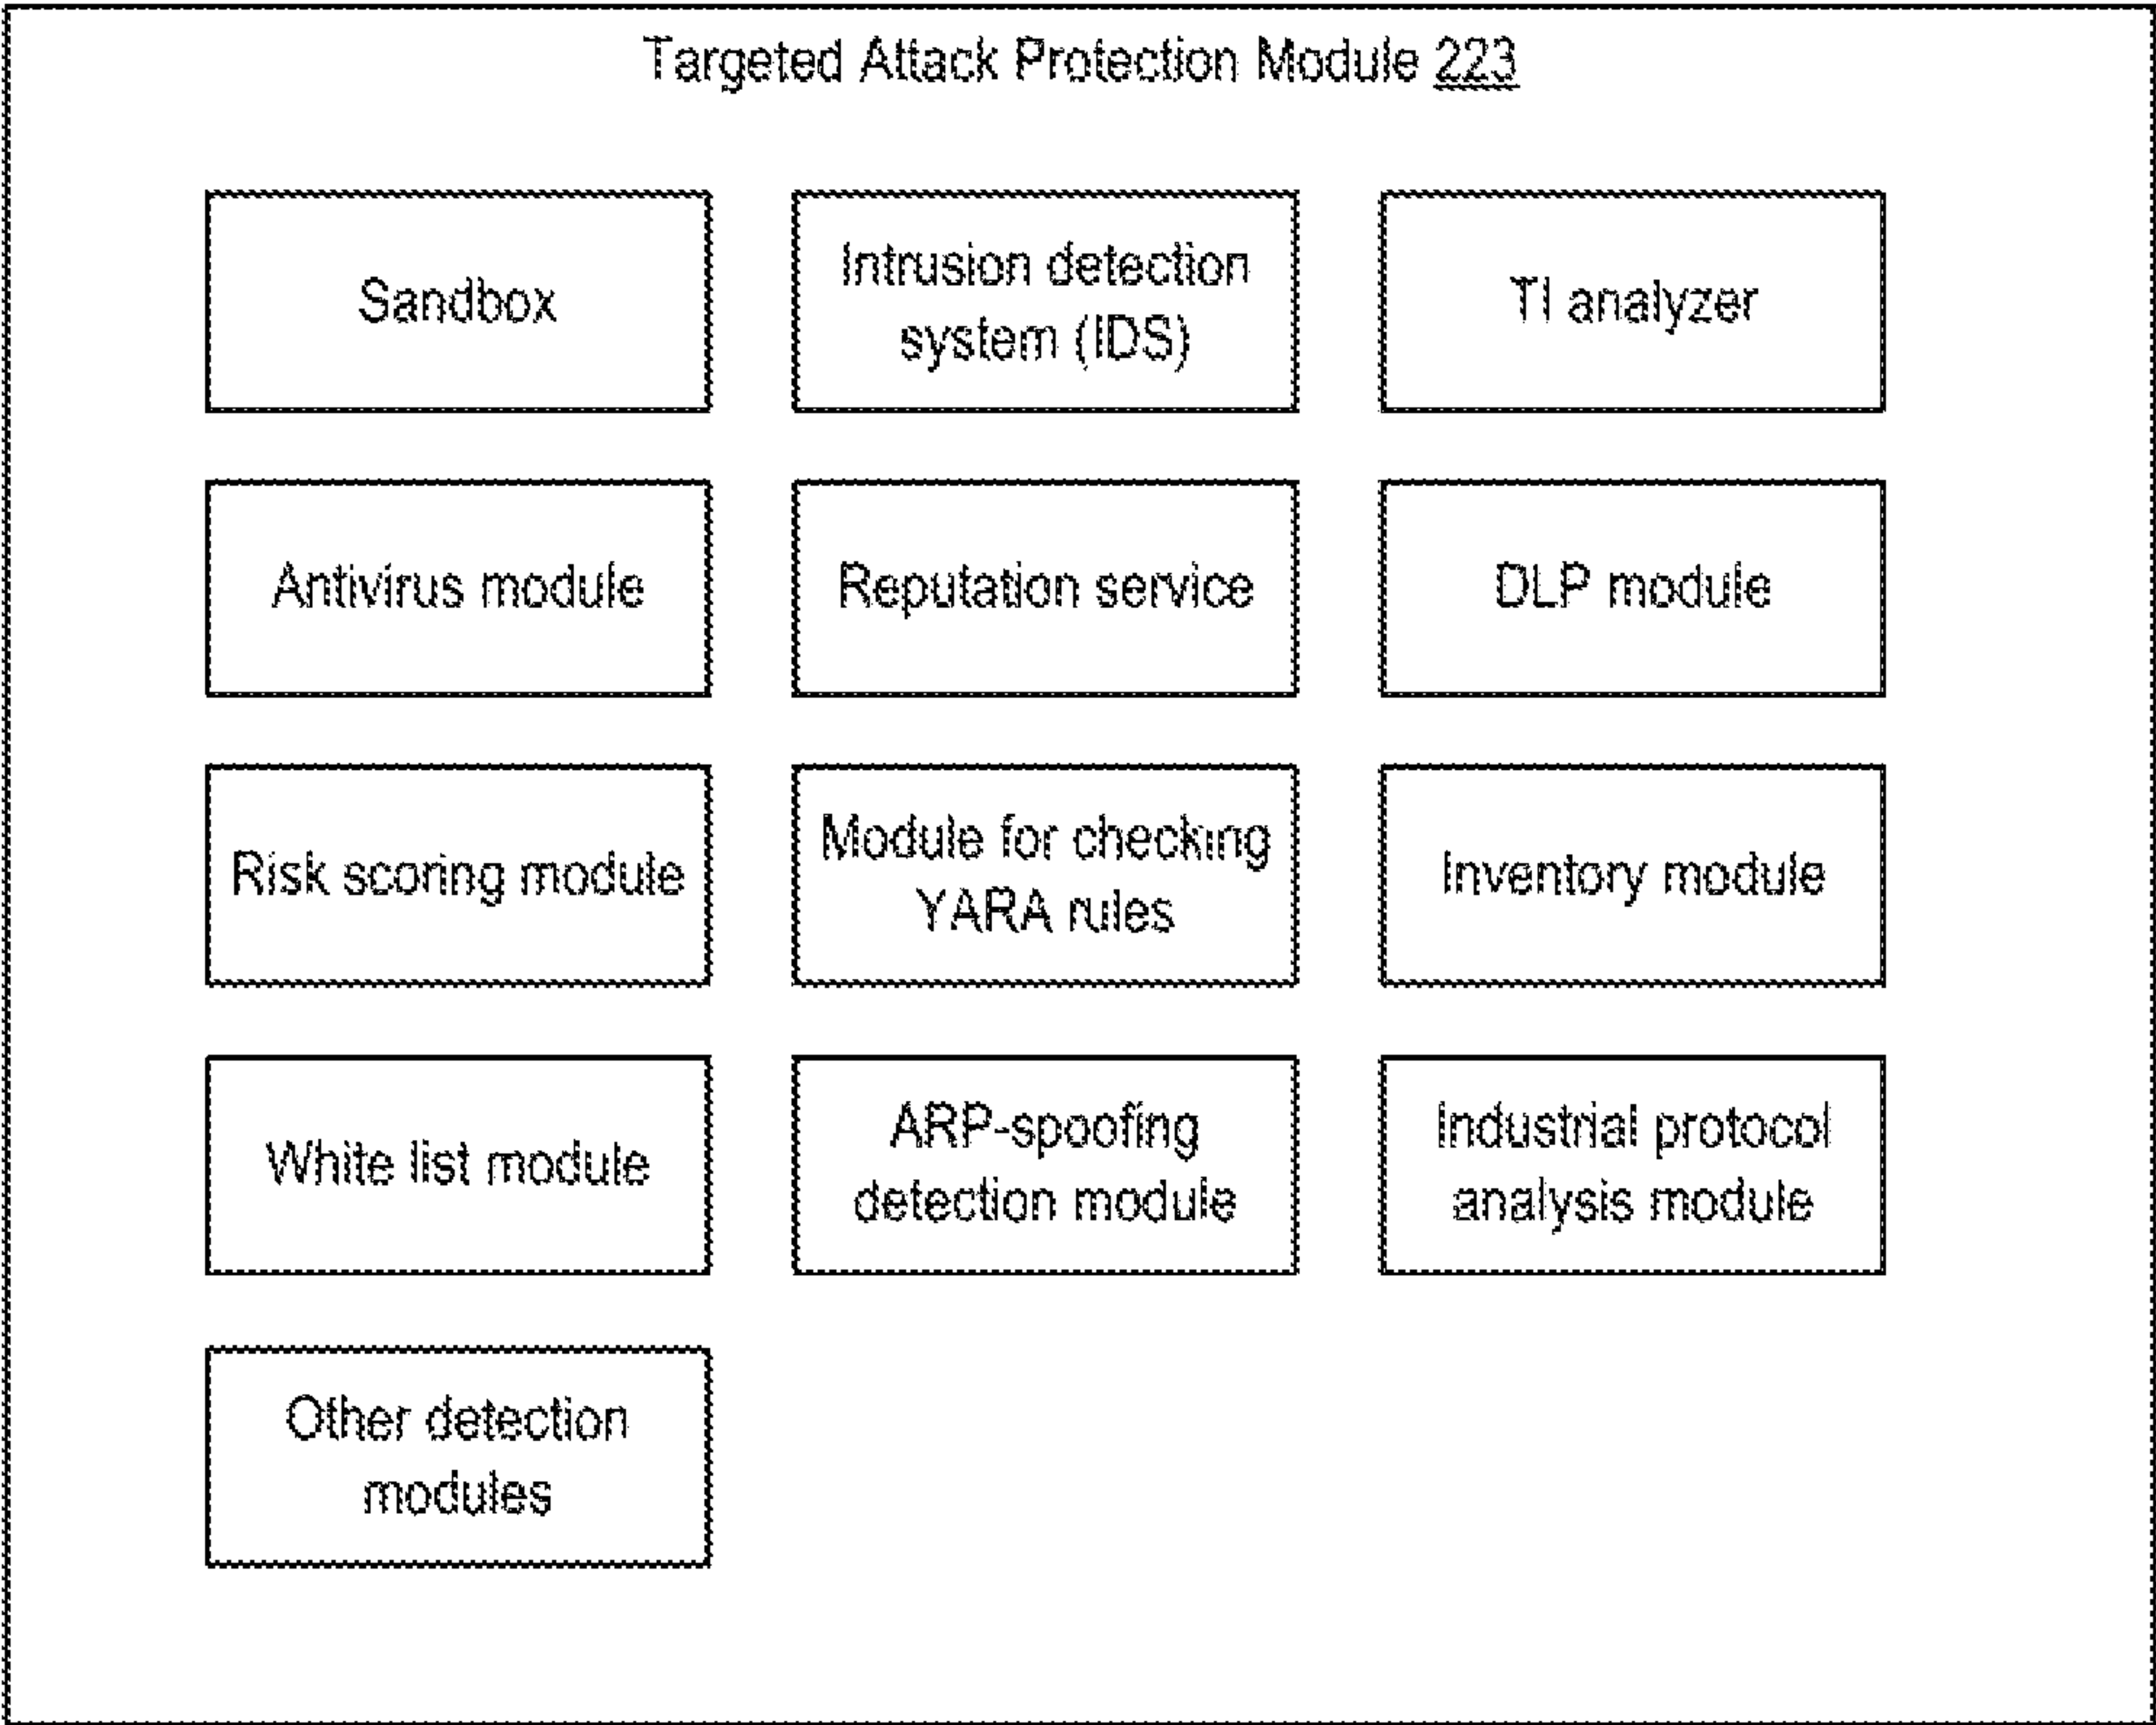 Targeted Attack Protection Module 223
Sandbox
Intrusion detection
system (IDS)
TI analyzer
Antivirus module
Reputation service
DLP module
Risk scoring module
Module for checking
YARA rules
Inventory module
White list module
ARP-spoofing
detection module
Industrial protocol
analysis module
Other detection
modules